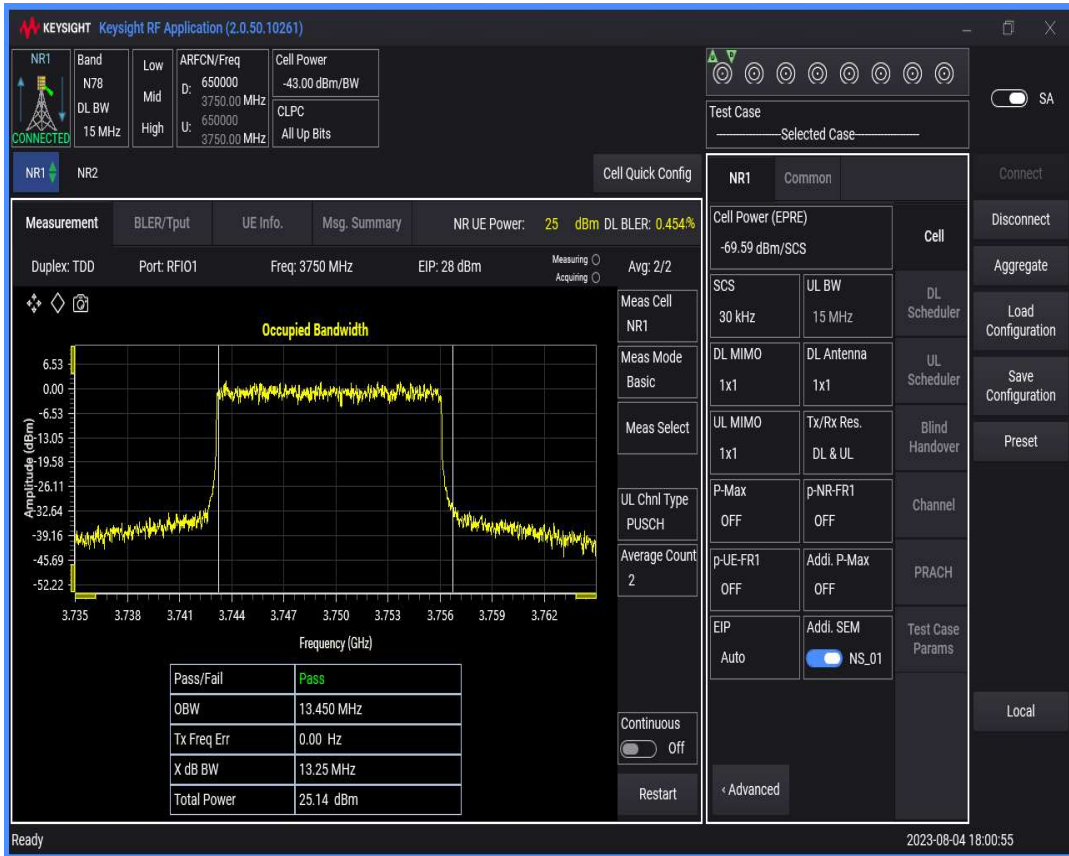 KEYSIGHT Keysight RF Application (2.0.50.10261)
NR1
CONNECTED
Band
N78
DL BW
15 MHz
Low
Mid
High
ARFCN/Freq
D: 650000
3750.00 MHz
U: 650000
3750.00 MHz
Cell Power
-43.00 dBm/BW
CLPC
All Up Bits
Test Case
Selected Case
SA
NR1
NR2
Cell Quick Config
Measurement
BLER/Tput
UE Info.
Msg. Summary
NR UE Power: 25 dBm DL BLER: 0.454%
Duplex: TDD
Port: RFIO1
Freq: 3750 MHz
EIP: 28 dBm
Measuring
Acquiring
Avg: 2/2
Occupied Bandwidth
6.53
0.00
-6.53
-13.05
-19.58
-26.11
-32.64
-39.16
-45.69
-52.22
Amplitude (dBm)
3.735 3.738 3.741 3.744 3.747 3.750 3.753 3.756 3.759 3.762
Frequency (GHz)
Pass/Fail Pass
OBW 13.450 MHz
Tx Freq Err 0.00 Hz
X dB BW 13.25 MHz
Total Power 25.14 dBm
Meas Cell
NR1
Meas Mode
Basic
Meas Select
UL Chnl Type
PUSCH
Average Count
2
Continuous
Off
Restart
NR1
Common
Cell Power (EPRE)
-69.59 dBm/SCS
SCS
30 kHz
UL BW
15 MHz
DL MIMO
1x1
DL Antenna
1x1
UL MIMO
1x1
Tx/Rx Res.
DL & UL
P-Max
OFF
p-NR-FR1
OFF
p-UE-FR1
OFF
Addi. P-Max
OFF
EIP
Auto
Addi. SEM
NS_01
‹ Advanced
Cell
DL
Scheduler
UL
Scheduler
Blind
Handover
Channel
PRACH
Test Case
Params
Connect
Disconnect
Aggregate
Load
Configuration
Save
Configuration
Preset
Local
Ready
2023-08-04 18:00:55